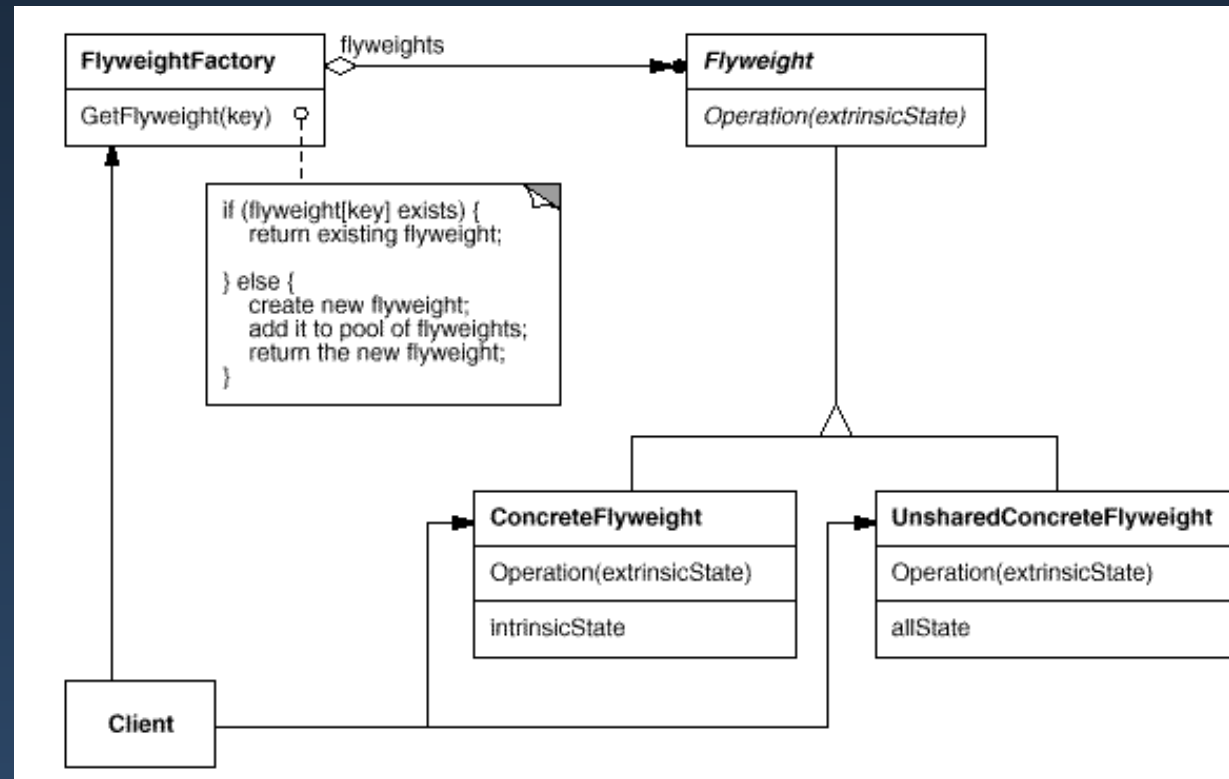 flyweights
FlyweightFactory
GetFlyweight(key)
Flyweight
Operation(extrinsicState)
if (flyweight[key] exists) {
return existing flyweight;
} else {
create new flyweight;
add it to pool of flyweights;
return the new flyweight;
}
ConcreteFlyweight
Operation(extrinsicState)
intrinsicState
UnsharedConcreteFlyweight
Operation(extrinsicState)
allState
Client